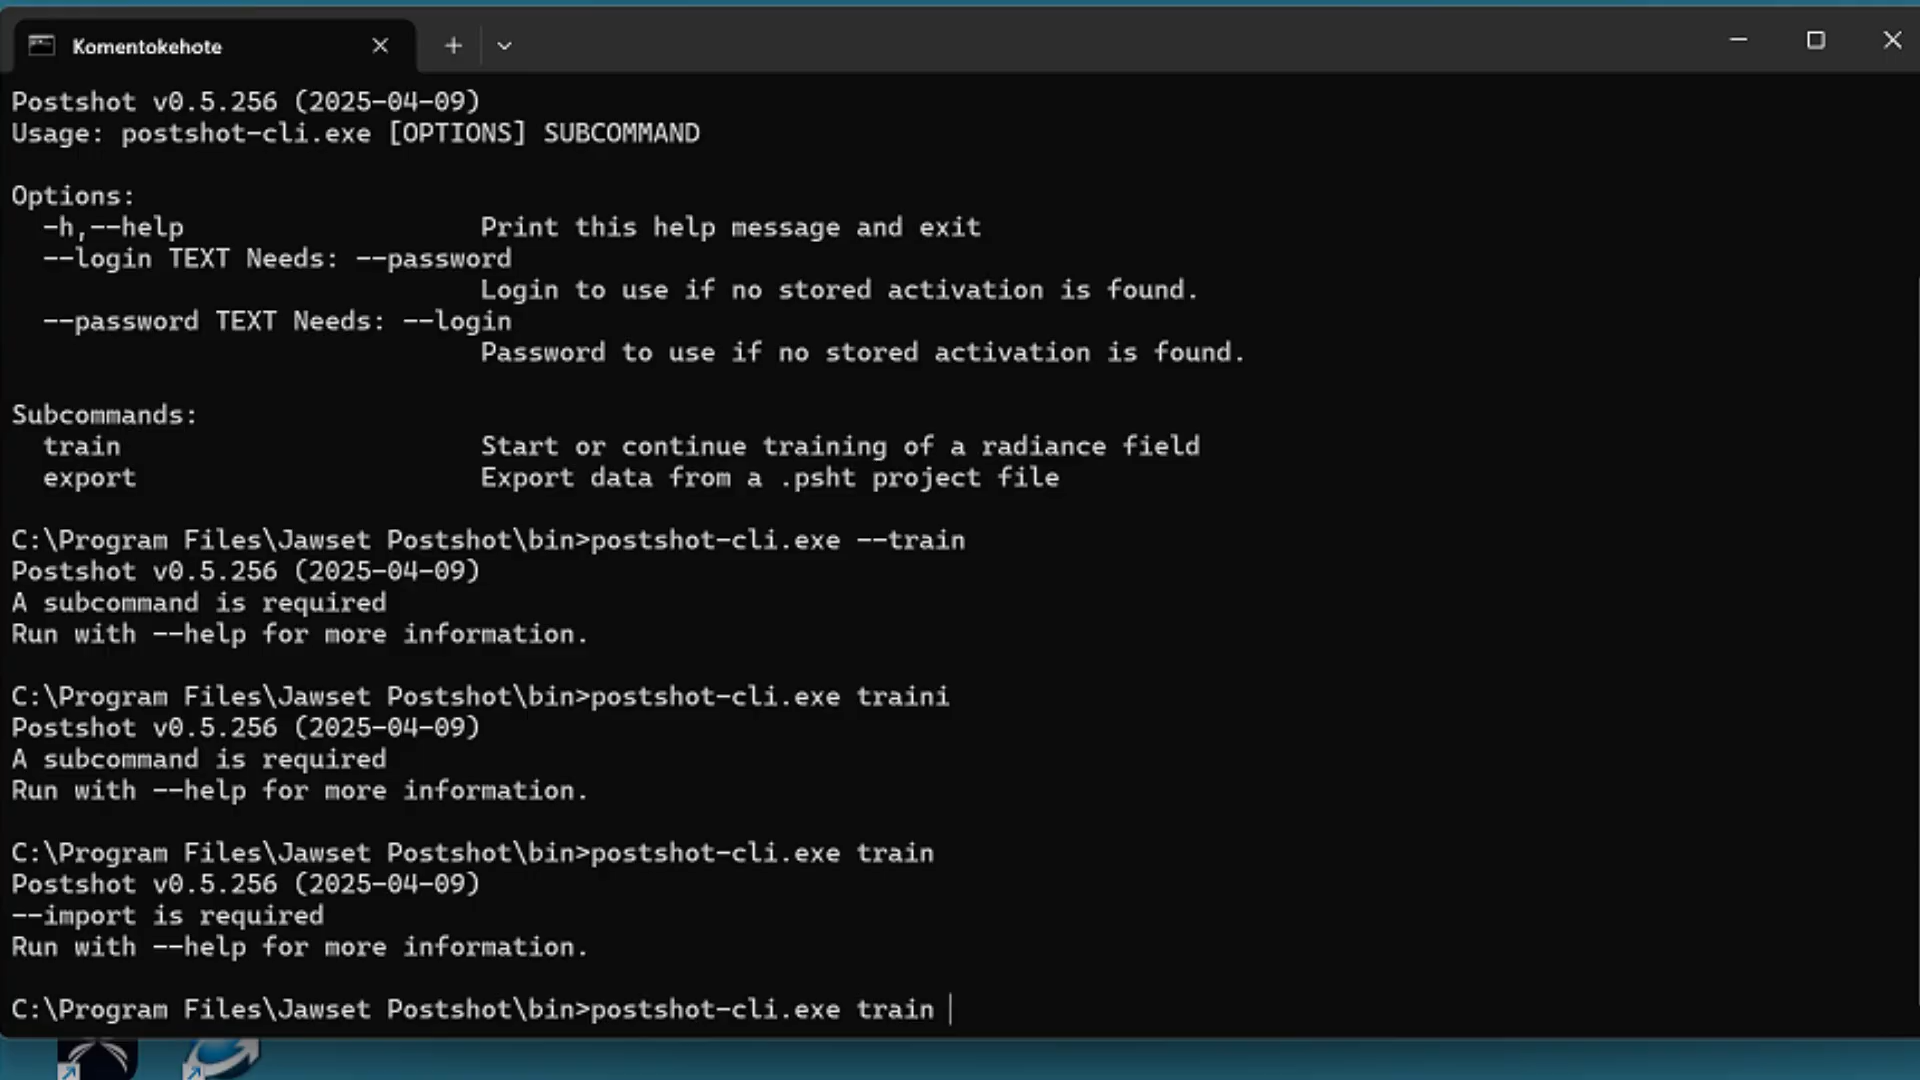 Komentokehote
Postshot v0.5.256 (2025-04-09)
Usage: postshot-cli.exe [OPTIONS] SUBCOMMAND
Options:
-h,--help Print this help message and exit
--login TEXT Needs: --password
Login to use if no stored activation is found.
--password TEXT Needs: --login
Password to use if no stored activation is found.
Subcommands:
train Start or continue training of a radiance field
export Export data from a .psht project file
C:\Program Files\Jawset Postshot\bin>postshot-cli.exe --train
Postshot v0.5.256 (2025-04-09)
A subcommand is required
Run with --help for more information.
C:\Program Files\Jawset Postshot\bin>postshot-cli.exe traini
Postshot v0.5.256 (2025-04-09)
A subcommand is required
Run with --help for more information.
C:\Program Files\Jawset Postshot\bin>postshot-cli.exe train
Postshot v0.5.256 (2025-04-09)
--import is required
Run with --help for more information.
C:\Program Files\Jawset Postshot\bin>postshot-cli.exe train